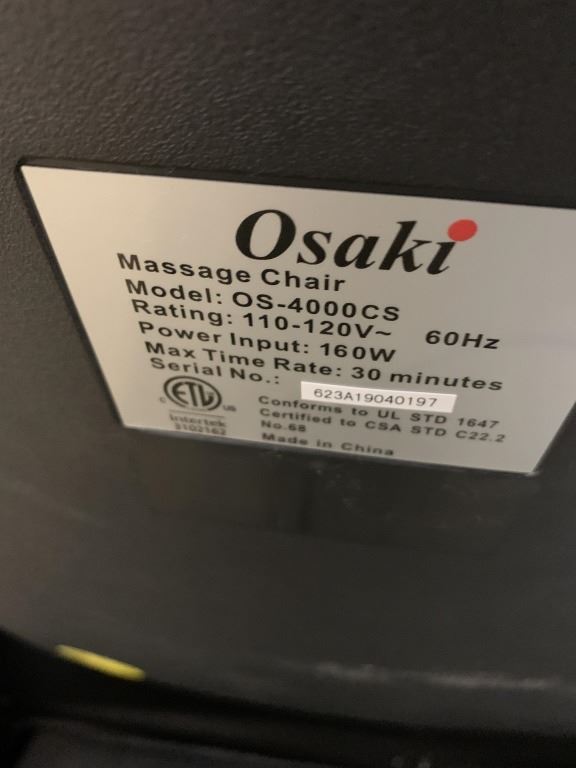 Osaki
Massage Chair
Model: OS-4000CS
Rating: 110-120V~ 60Hz
Power Input: 160W
Max Time Rate: 30 minutes
Serial No.: 623A19040197
ETL
C US
Intertek
3102162
Conforms to UL STD 1647
Certified to CSA STD C22.2
No.68
Made in China